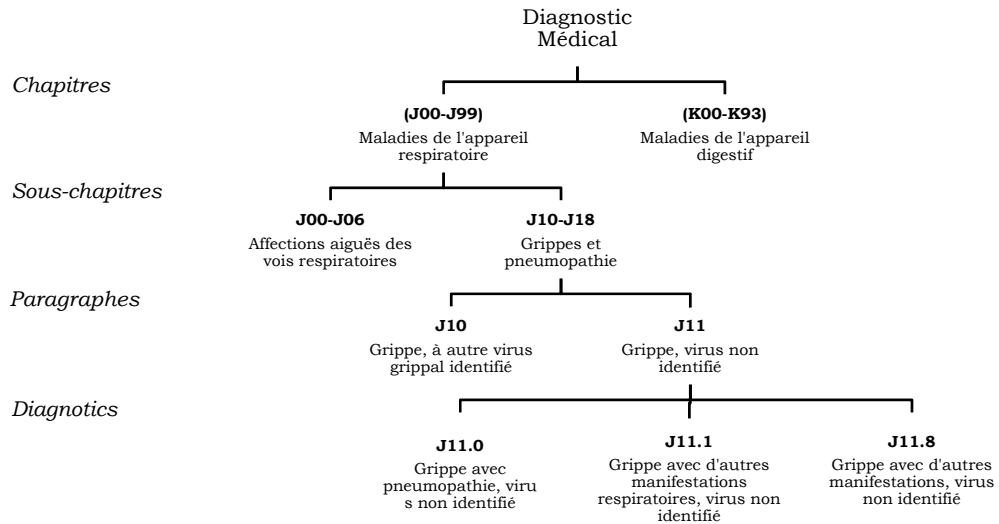 Diagnostic
Médical
Chapitres
(J00-J99)
Maladies de l'appareil
respiratoire
(K00-K93)
Maladies de l'appareil
digestif
Sous-chapitres
J00-J06
Affections aiguës des
vois respiratoires
J10-J18
Grippes et
pneumopathie
Paragraphes
J10
Grippe, à autre virus
grippal identifié
J11
Grippe, virus non
identifié
Diagnotics
J11.0
Grippe avec
pneumopathie, viru
s non identifié
J11.1
Grippe avec d'autres
manifestations
respiratoires, virus non
identifié
J11.8
Grippe avec d'autres
manifestations, virus
non identifié